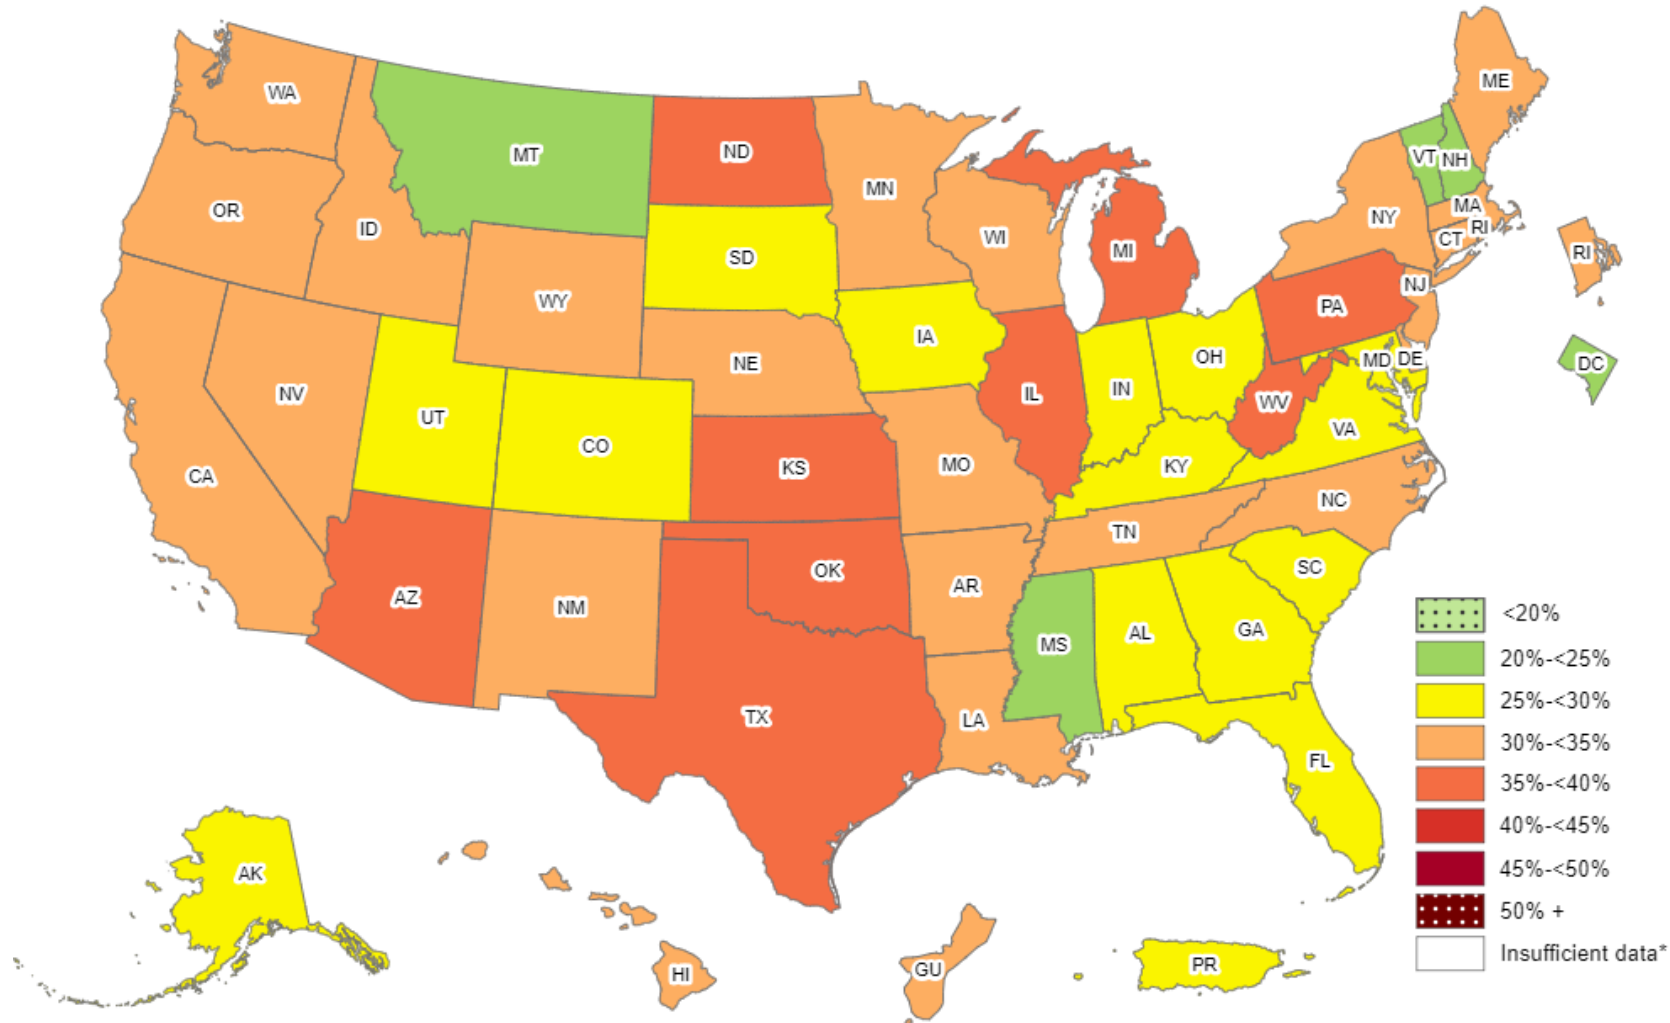 ME
WA
MT
ND
VT
NH
MN
OR
ID
MA
NY
RI
WI
CT
MI
SD
RI
WY
NJ
PA
IA
OH
MD
DE
DC
NE
IN
NV
IL
WV
UT
VA
CO
KS
MO
KY
CA
NC
TN
OK
SC
AZ
AR
NM
MS
AL
GA
TX
LA
FL
AK
HI
GU
PR
<20%
20%-<25%
25%-<30%
30%-<35%
35%-<40%
40%-<45%
45%-<50%
50% +
Insufficient data*